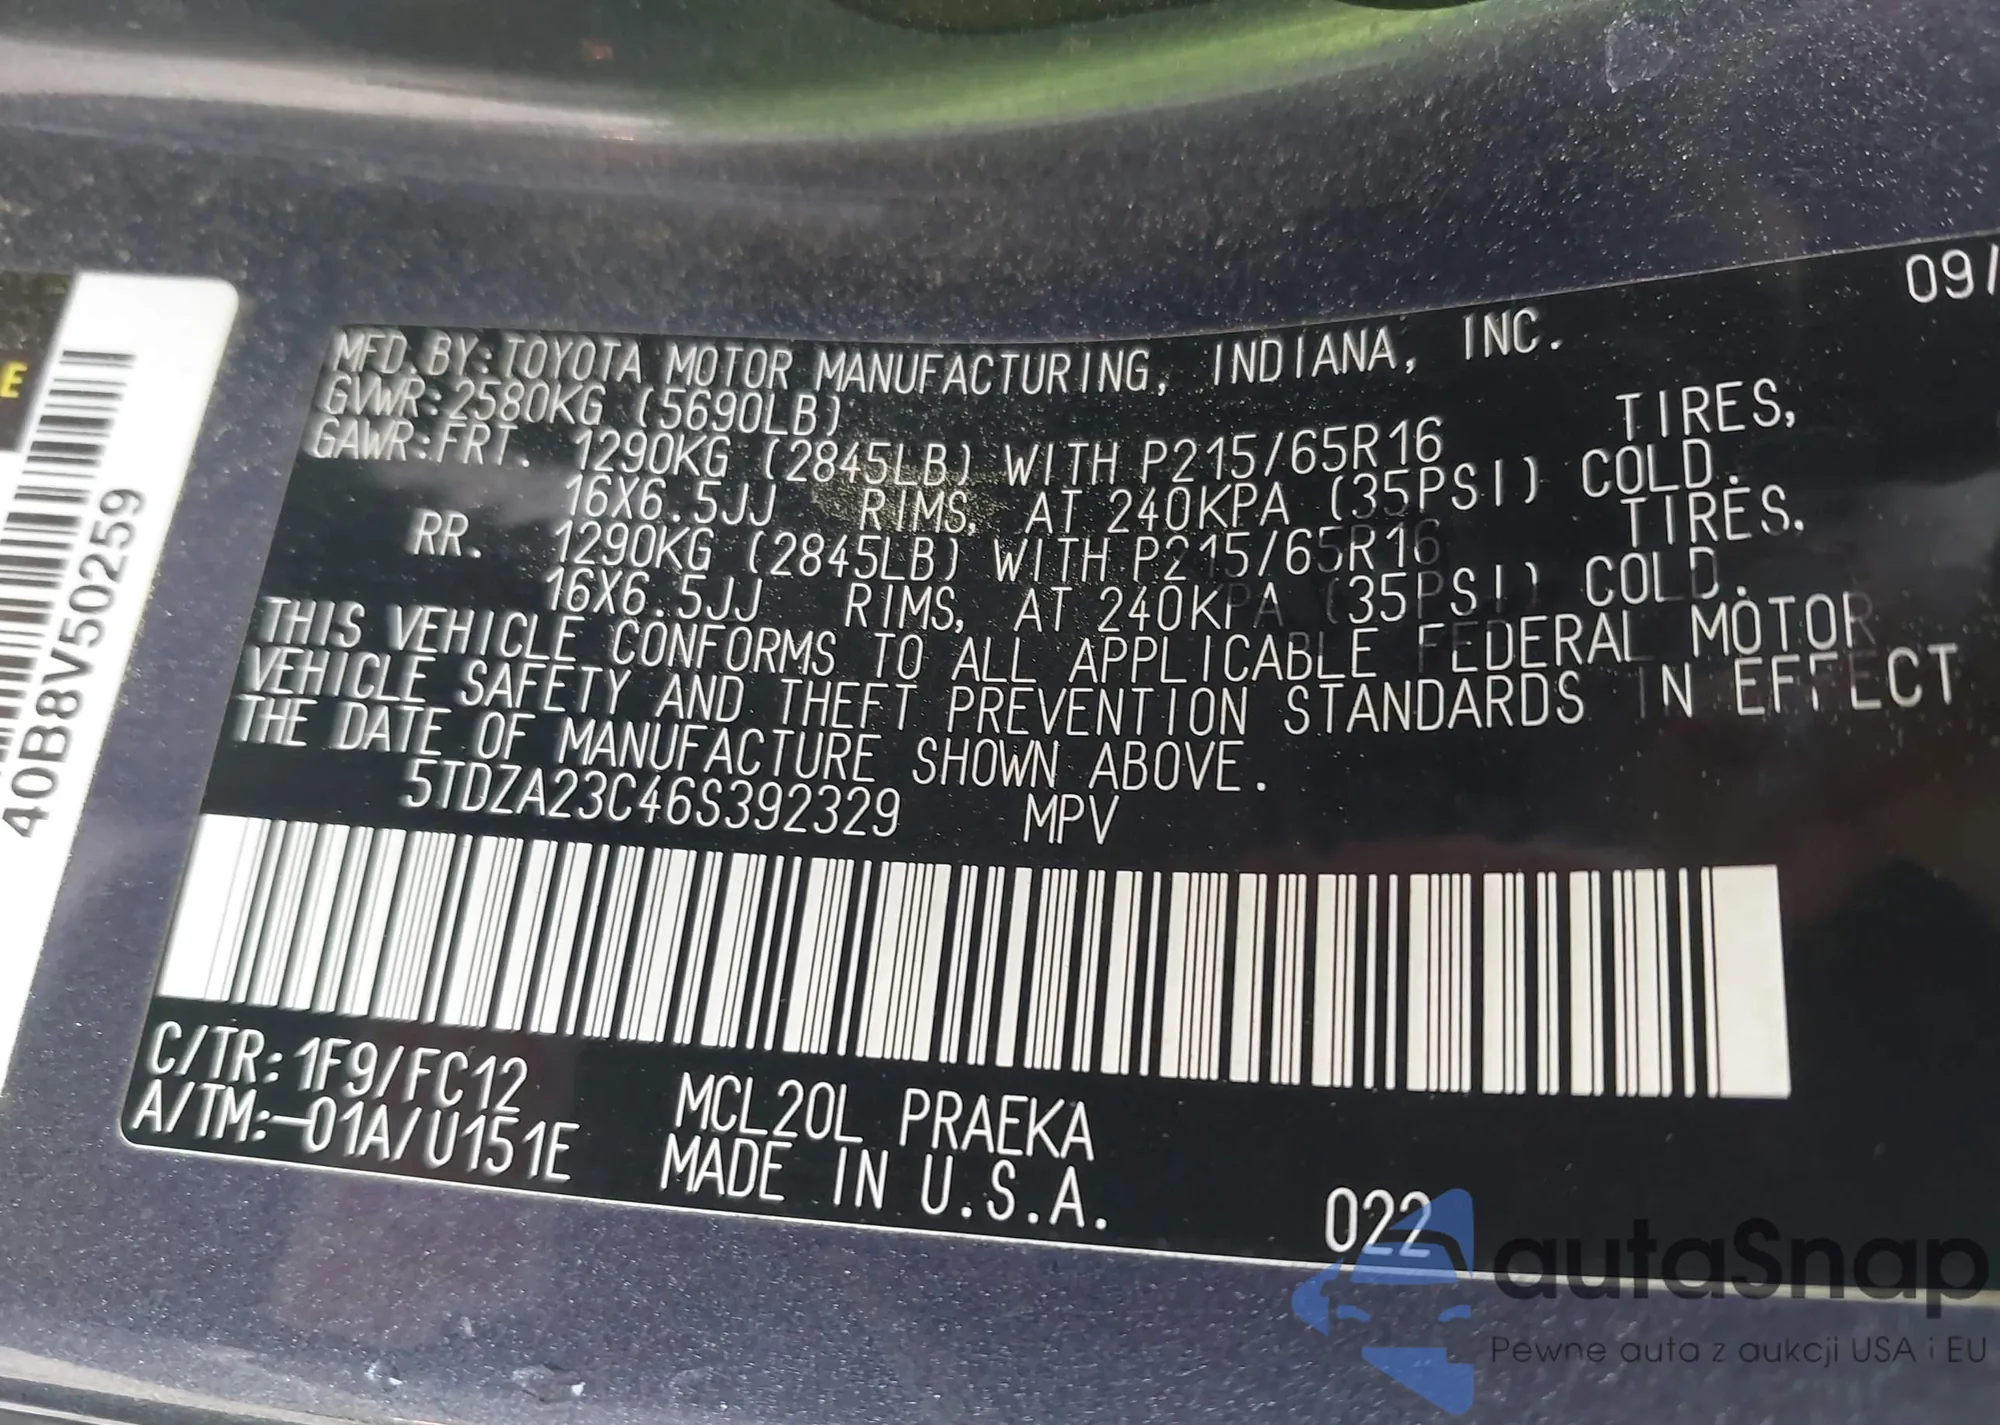 09/
MFD.BY:TOYOTA MOTOR MANUFACTURING, INDIANA, INC.
GVWR:2580KG (5690LB)
GAWR:FRT. 1290KG (2845LB) WITH P215/65R16 TIRES,
16X6.5JJ RIMS, AT 240KPA (35PSI) COLD.
RR. 1290KG (2845LB) WITH P215/65R16 TIRES,
16X6.5JJ RIMS, AT 240KPA (35PSI) COLD.
THIS VEHICLE CONFORMS TO ALL APPLICABLE FEDERAL MOTOR
VEHICLE SAFETY AND THEFT PREVENTION STANDARDS IN EFFECT
THE DATE OF MANUFACTURE SHOWN ABOVE.
5TDZA23C46S392329 MPV
C/TR:1F9/FC12
A/TM:-01A/U151E
MCL20L PRAEKA
MADE IN U.S.A.
022
E
40B8V50259
autaSnap
Pewne auta z aukcji USA i EU